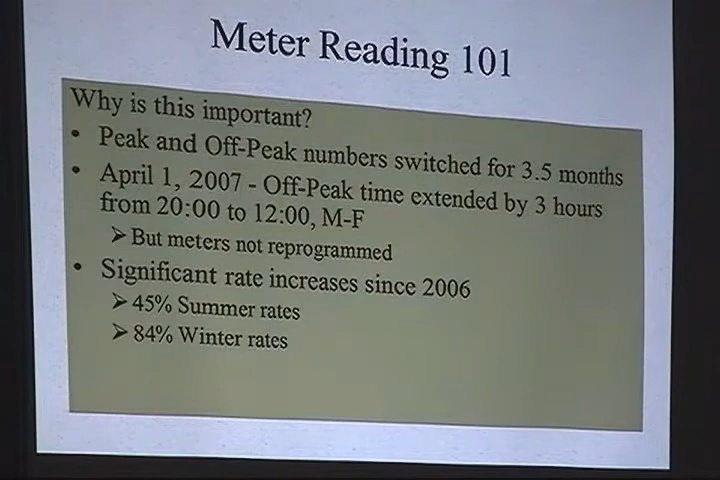 Meter Reading 101
Why is this important?
• Peak and Off-Peak numbers switched for 3.5 months
• April 1, 2007 - Off-Peak time extended by 3 hours
from 20:00 to 12:00, M-F
➢ But meters not reprogrammed
• Significant rate increases since 2006
➢ 45% Summer rates
➢ 84% Winter rates